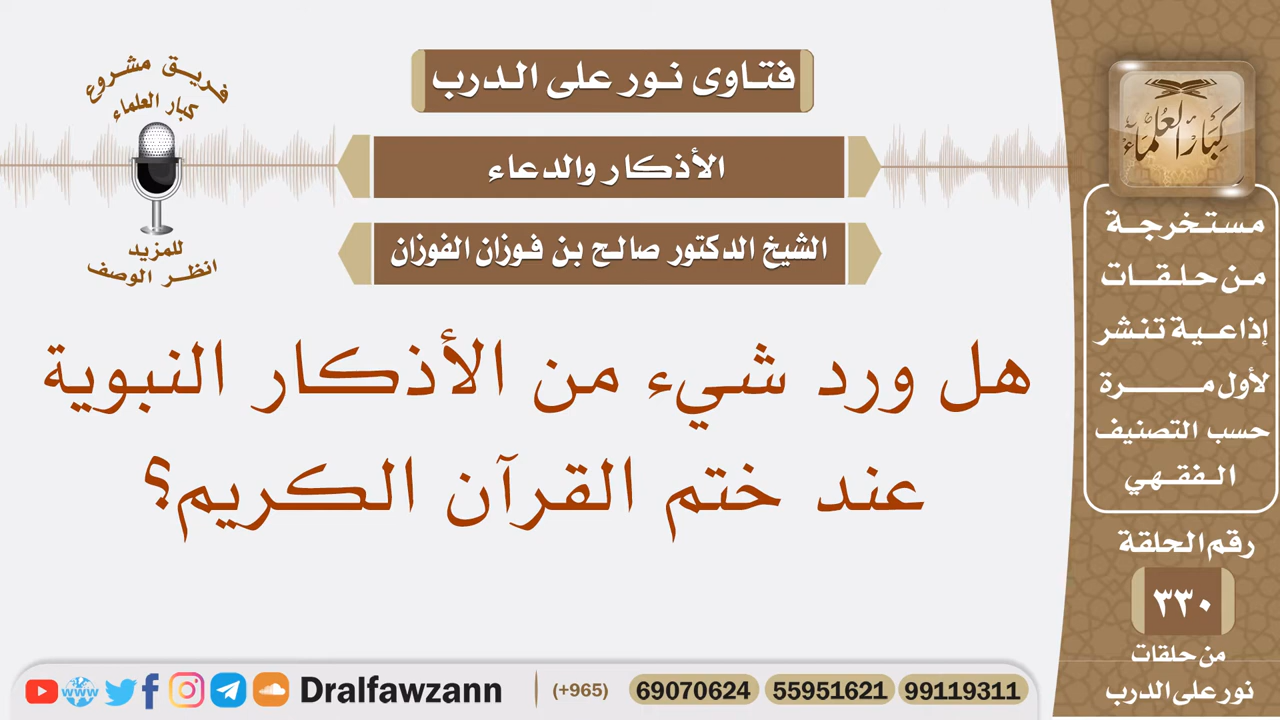 فتاوى نور على الدرب
الأذكار والدعاء
الشيخ الدكتور صالح بن فوزان الفوزان
فريق مشروع
كبار العلماء
للمزيد
انظر الوصف
هل ورد شيء من الأذكار النبوية
عند ختم القرآن الكريم؟
كبار العلماء
مستخرجة
من حلقات
إذاعية تنشر
لأول مرة
حسب التصنيف
الفقهي
رقم الحلقة
٣٣٠
من حلقات
نور على الدرب
www
Dralfawzann
(+965)
69070624
55951621
99119311